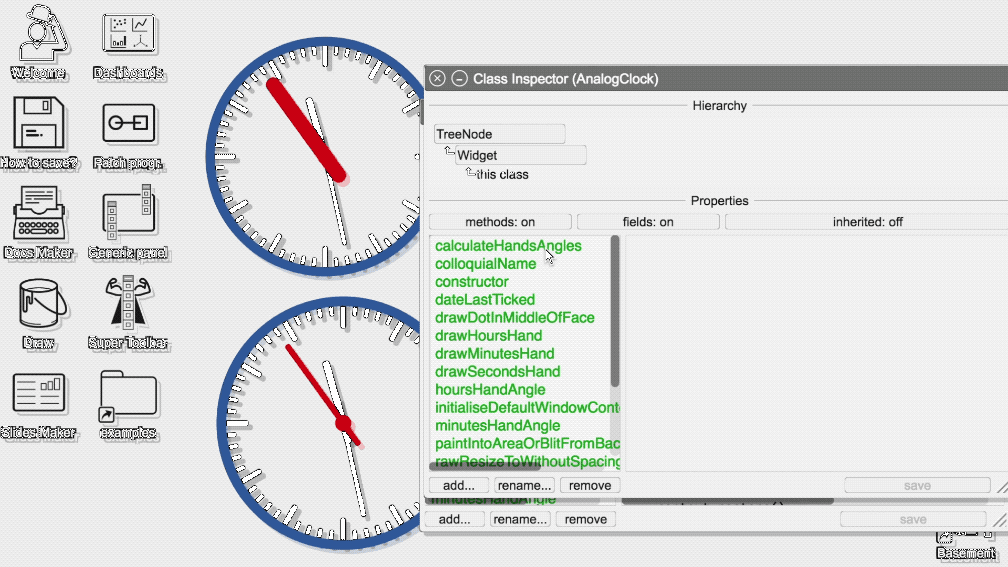 Welcome
Dashboards
How to save?
Patch progr.
Docs Maker
Generic panel
Draw
Super Toolbar
Slides Maker
examples
Class Inspector (AnalogClock)
Hierarchy
TreeNode
Widget
this class
Properties
methods: on
fields: on
inherited: off
calculateHandsAngles
colloquialName
constructor
dateLastTicked
drawDotInMiddleOfFace
drawHoursHand
drawMinutesHand
drawSecondsHand
hoursHandAngle
initialiseDefaultWindowCont
minutesHandAngle
paintIntoAreaOrBlitFromBac
rawResizeToWithoutSpacing
add...
rename...
remove
save
minutesHandAngle
add...
rename...
remove
save
Basement